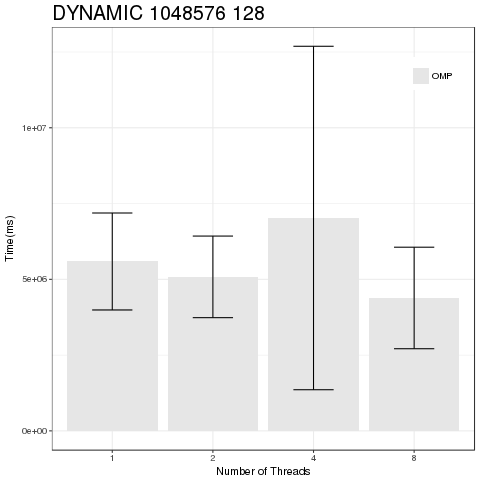 DYNAMIC 1048576 128
OMP
1e+07
5e+06
0e+00
Time(ms)
1 2 4 8
Number of Threads